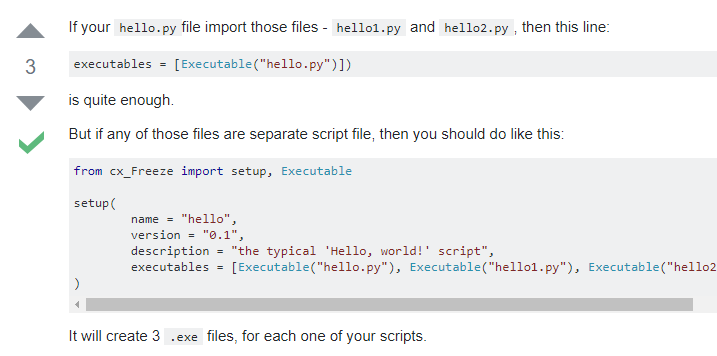 If your hello.py file import those files - hello1.py and hello2.py , then this line:
3
executables = [Executable("hello.py")])
is quite enough.
But if any of those files are separate script file, then you should do like this:
from cx_Freeze import setup, Executable
setup(
        name = "hello",
        version = "0.1",
        description = "the typical 'Hello, world!' script",
        executables = [Executable("hello.py"), Executable("hello1.py"), Executable("hello2
)
It will create 3 .exe files, for each one of your scripts.